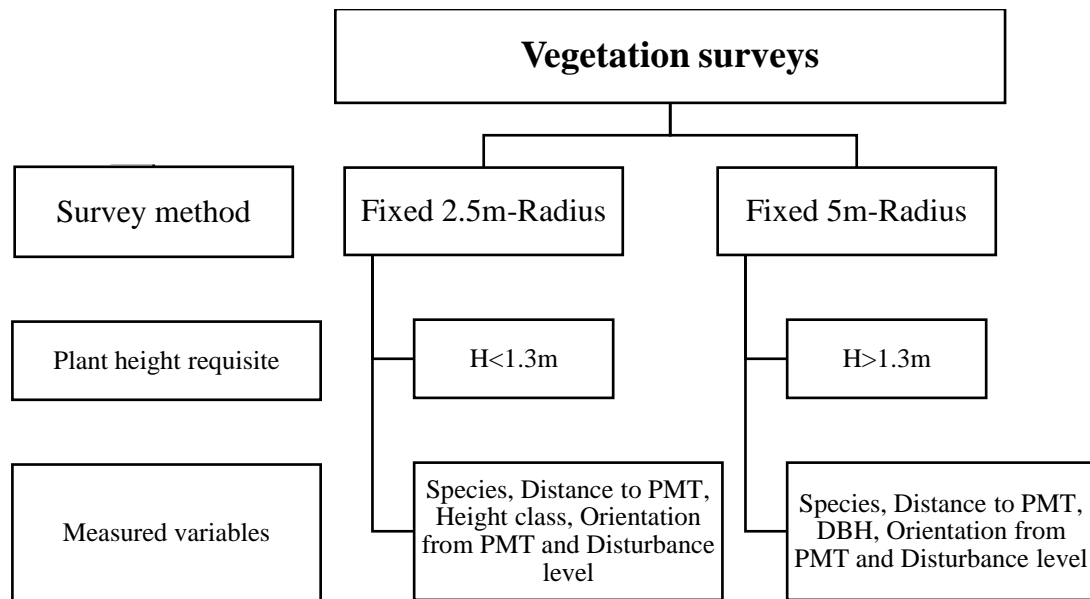 Vegetation surveys
Survey method
Fixed 2.5m-Radius
Fixed 5m-Radius
Plant height requisite
H<1.3m
H>1.3m
Measured variables
Species, Distance to PMT,
Height class, Orientation
from PMT and Disturbance
level
Species, Distance to PMT,
DBH, Orientation from
PMT and Disturbance level